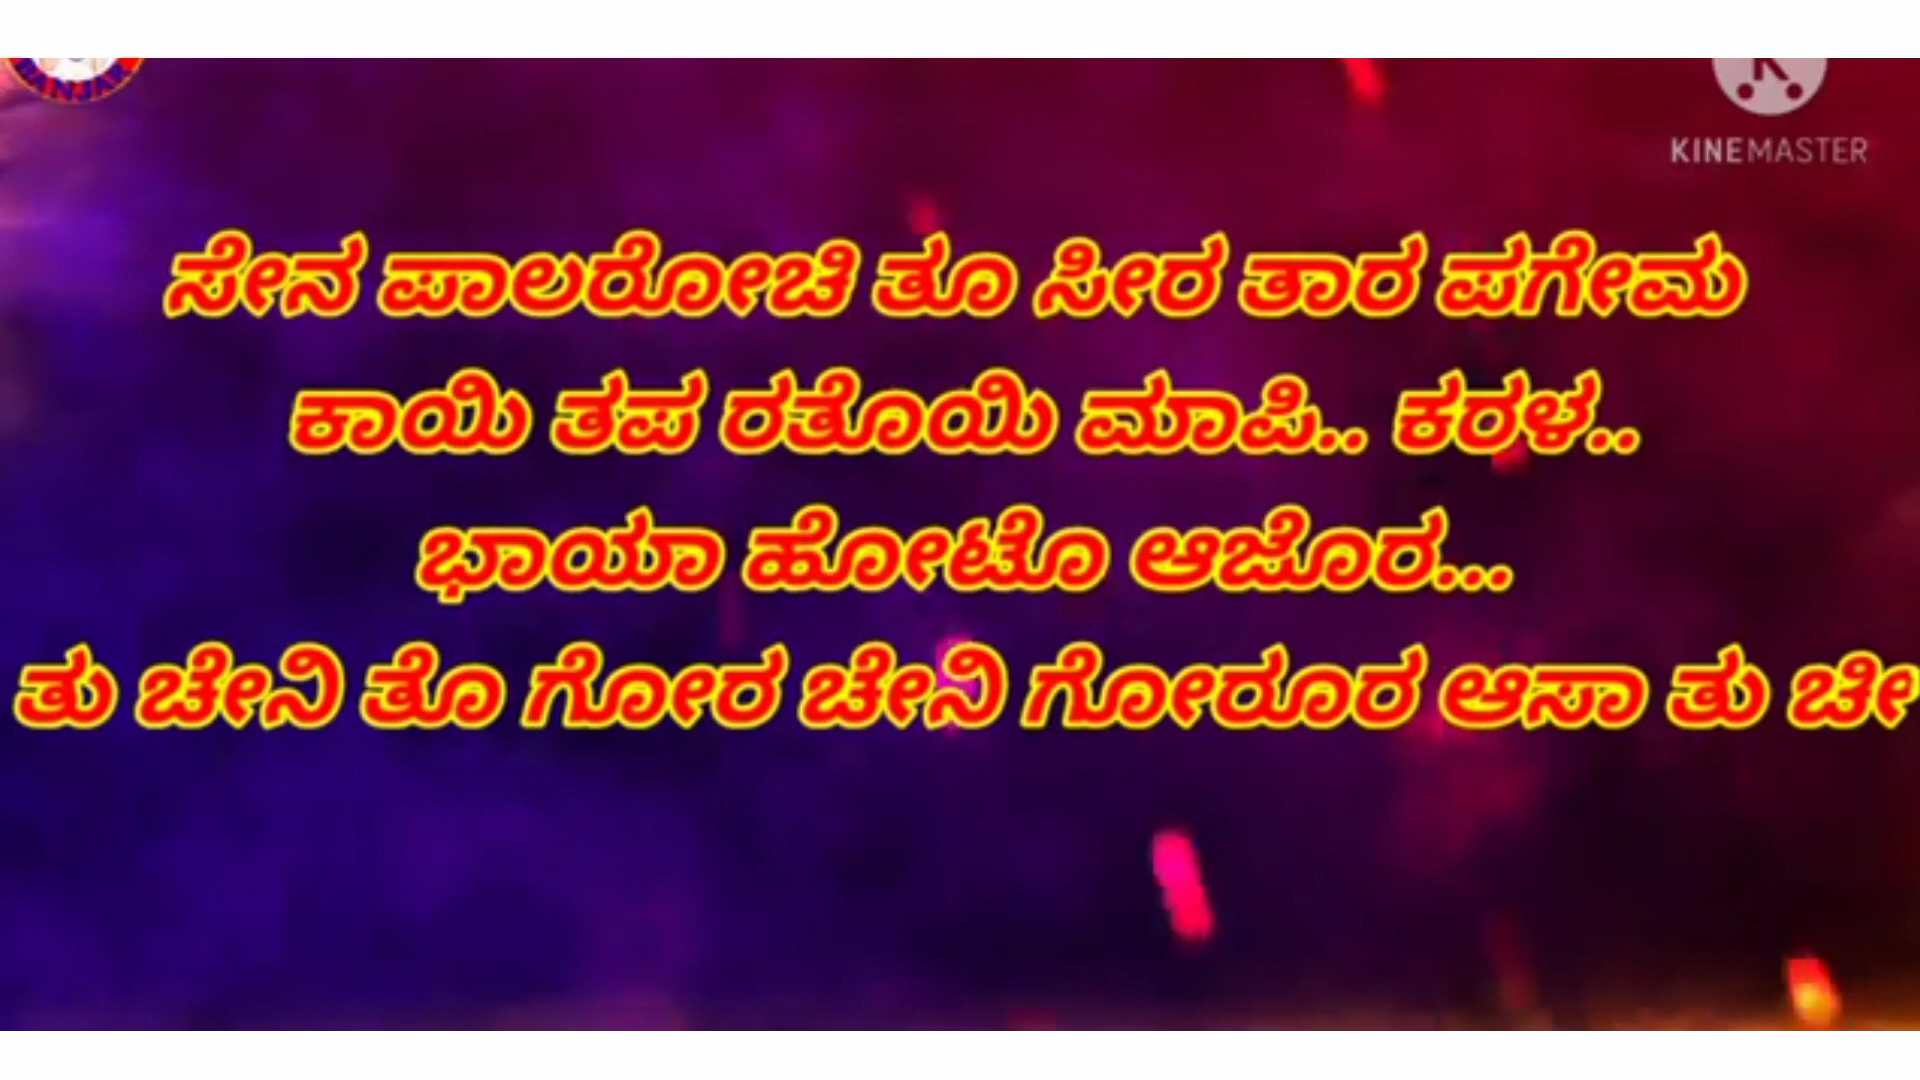 KINEMASTER
ಸೇನ ಪಾಲರೋಚಿ ತೂ ಸೀರ ತಾರ ಪಗೇಮ
ಕಾಯಿ ತಪ ರತೊಯಿ ಮಾಪಿ.. ಕರಳ..
ಭಾಯಾ ಹೋಟೊ ಆಜೊರ...
ತು ಚೇನಿ ತೊ ಗೋರ ಚೇನಿ ಗೋರೂರ ಆಸಾ ತು ಚೀ